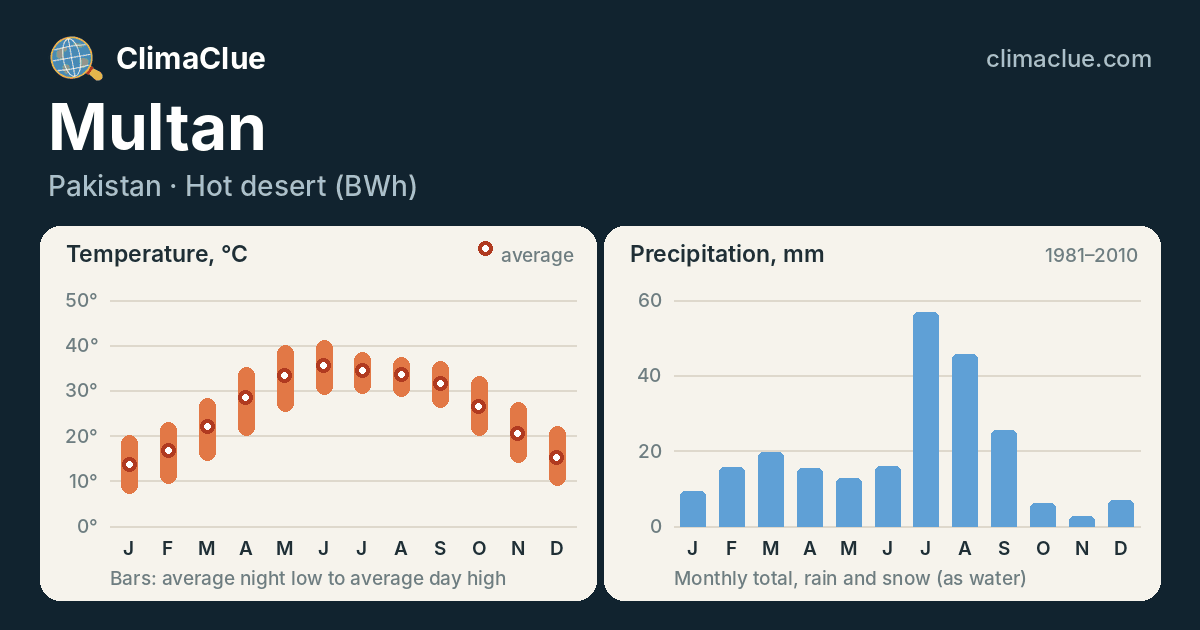 ClimaClue
climaclue.com
Multan
Pakistan · Hot desert (BWh)
Temperature, °C
average
50°
40°
30°
20°
10°
0°
J F M A M J J A S O N D
Bars: average night low to average day high
Precipitation, mm
1981–2010
60
40
20
0
J F M A M J J A S O N D
Monthly total, rain and snow (as water)